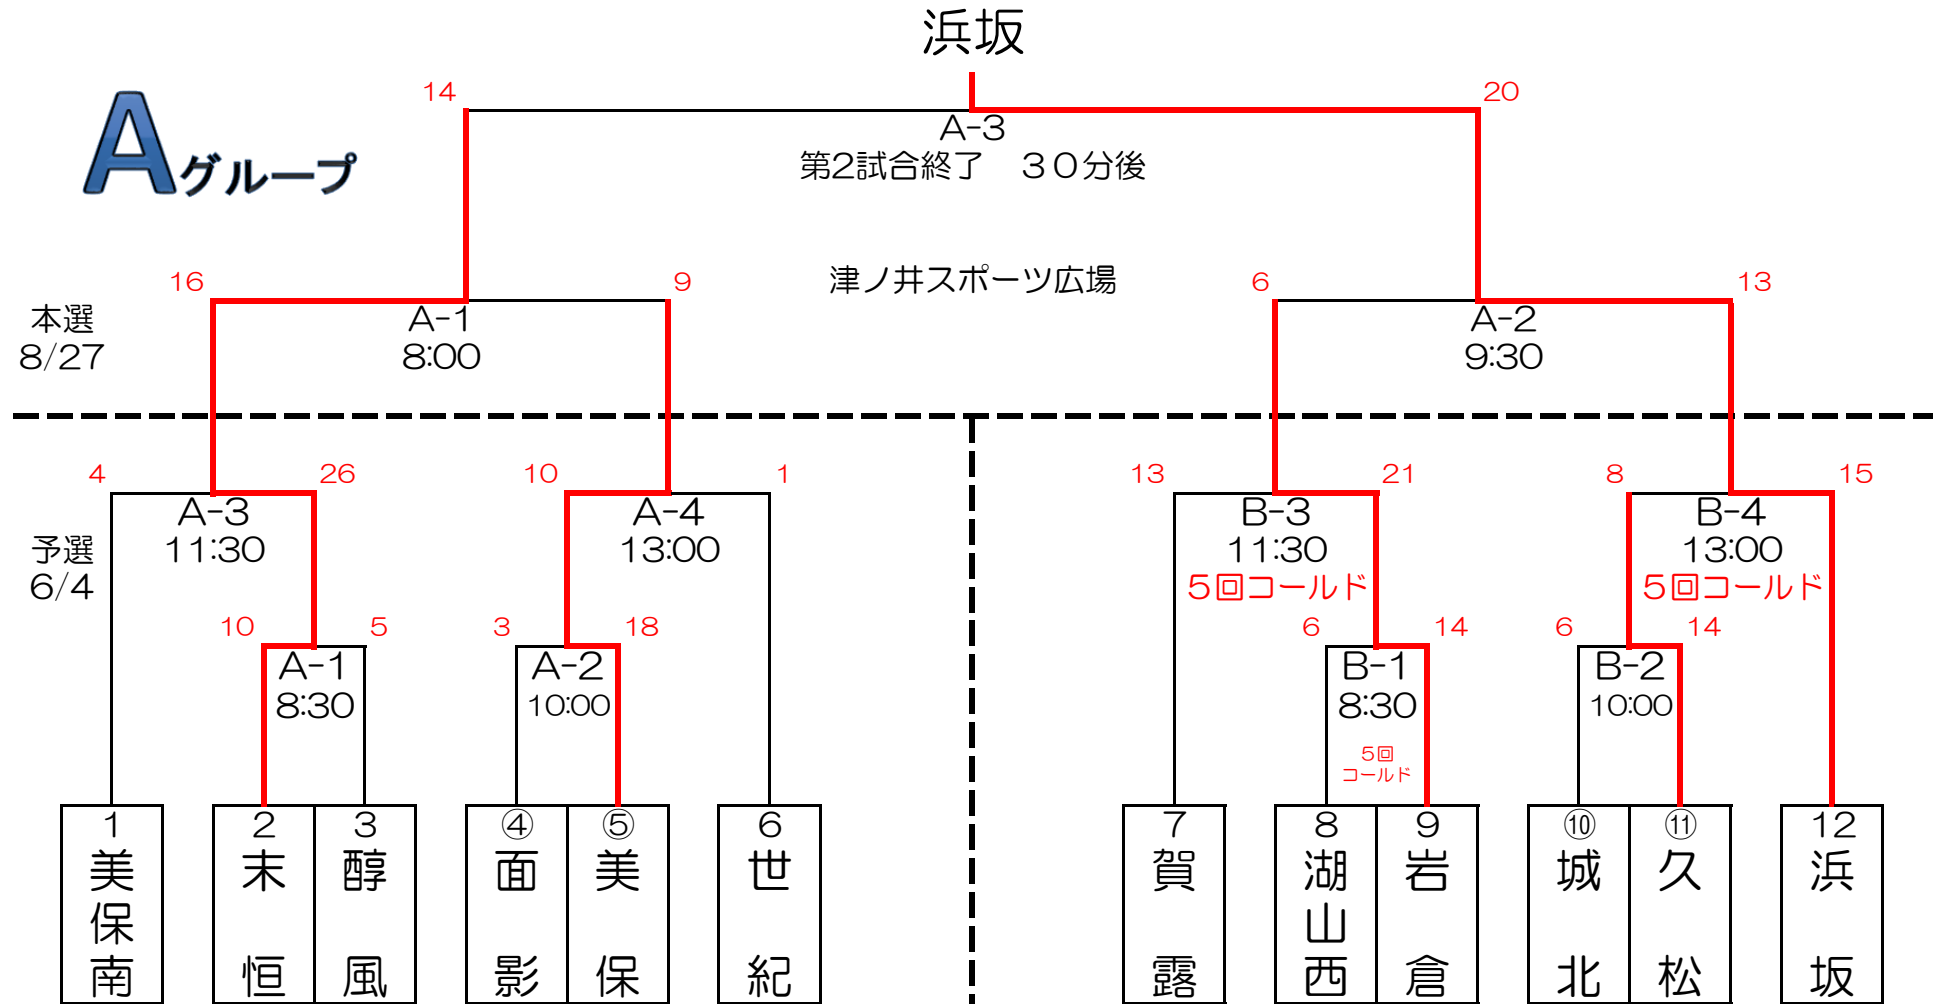 浜坂
14
20
Aグループ
A-3
第2試合終了　３０分後
16
9
津ノ井スポーツ広場
6
13
本選
8/27
A-1
8:00
A-2
9:30
4
26
10
1
13
21
8
15
予選
6/4
A-3
11:30
A-4
13:00
B-3
11:30
5回コールド
B-4
13:00
5回コールド
10
5
3
18
6
14
6
14
A-1
8:30
A-2
10:00
B-1
8:30
5回
コールド
B-2
10:00
1
美保南
2
末恒
3
醇風
④
面影
⑤
美保
6
世紀
7
賀露
8
湖山西
9
岩倉
⑩
城北
⑪
久松
12
浜坂